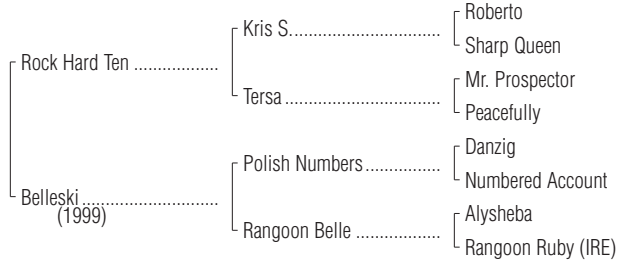 Roberto
Kris S.
Sharp Queen
Rock Hard Ten
Mr. Prospector
Tersa
Peacefully
Danzig
Polish Numbers
Numbered Account
Belleski
(1999)
Alysheba
Rangoon Belle
Rangoon Ruby (IRE)